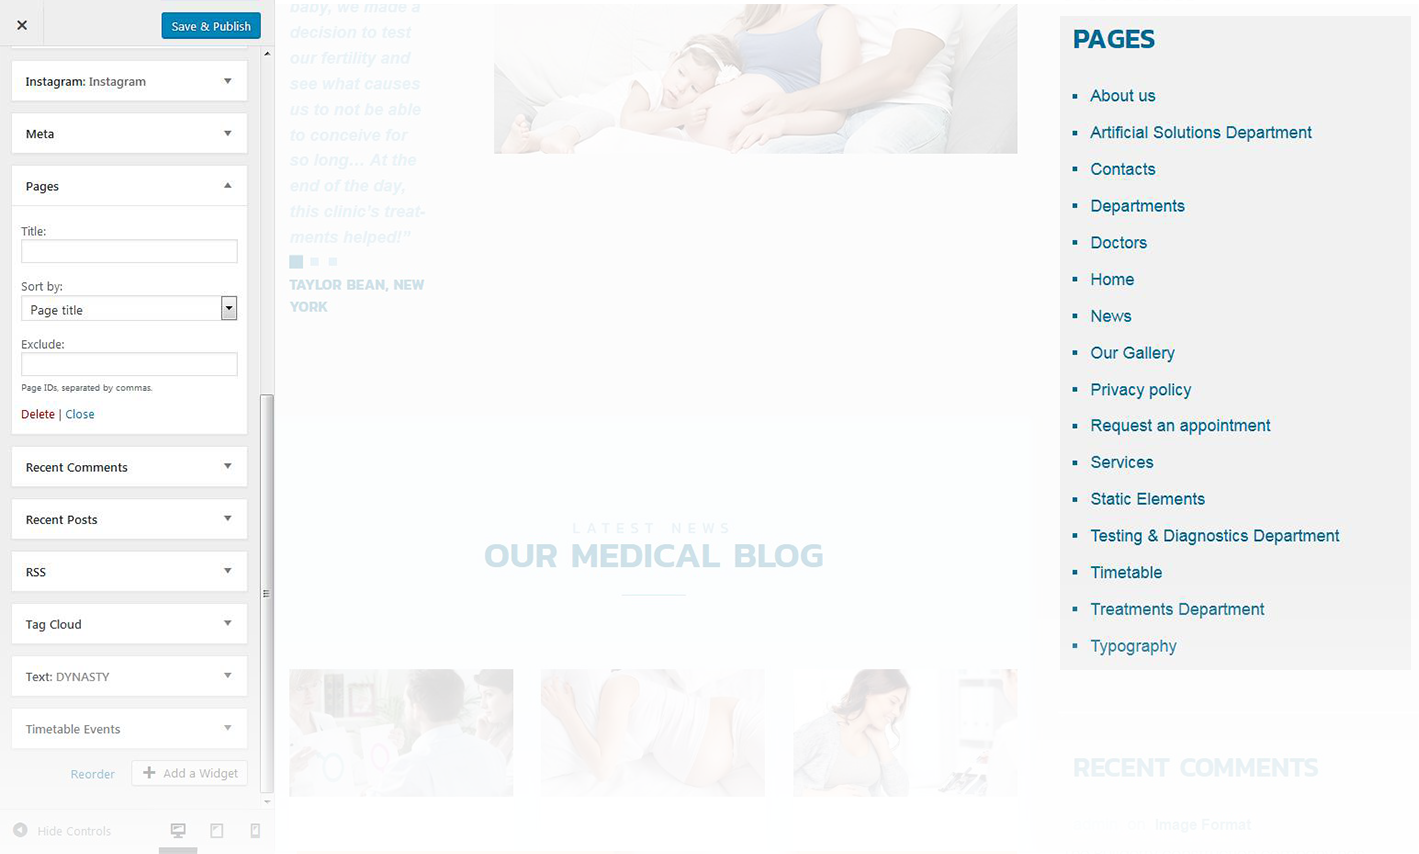 Save & Publish
Instagram: Instagram
Meta
Pages
Title:
Sort by:
Page title
Exclude:
Page IDs, separated by commas.
Delete | Close
Recent Comments
Recent Posts
RSS
Tag Cloud
Text: DYNASTY
Timetable Events
Reorder
Add a Widget
Hide Controls
baby, we made a
decision to test
our fertility and
see what causes
us to not be able
to conceive for
so long... At the
end of the day,
this clinic's treat-
ments helped!”
TAYLOR BEAN, NEW
YORK
LATEST NEWS
OUR MEDICAL BLOG
PAGES
About us
Artificial Solutions Department
Contacts
Departments
Doctors
Home
News
Our Gallery
Privacy policy
Request an appointment
Services
Static Elements
Testing & Diagnostics Department
Timetable
Treatments Department
Typography
RECENT COMMENTS
Image Format